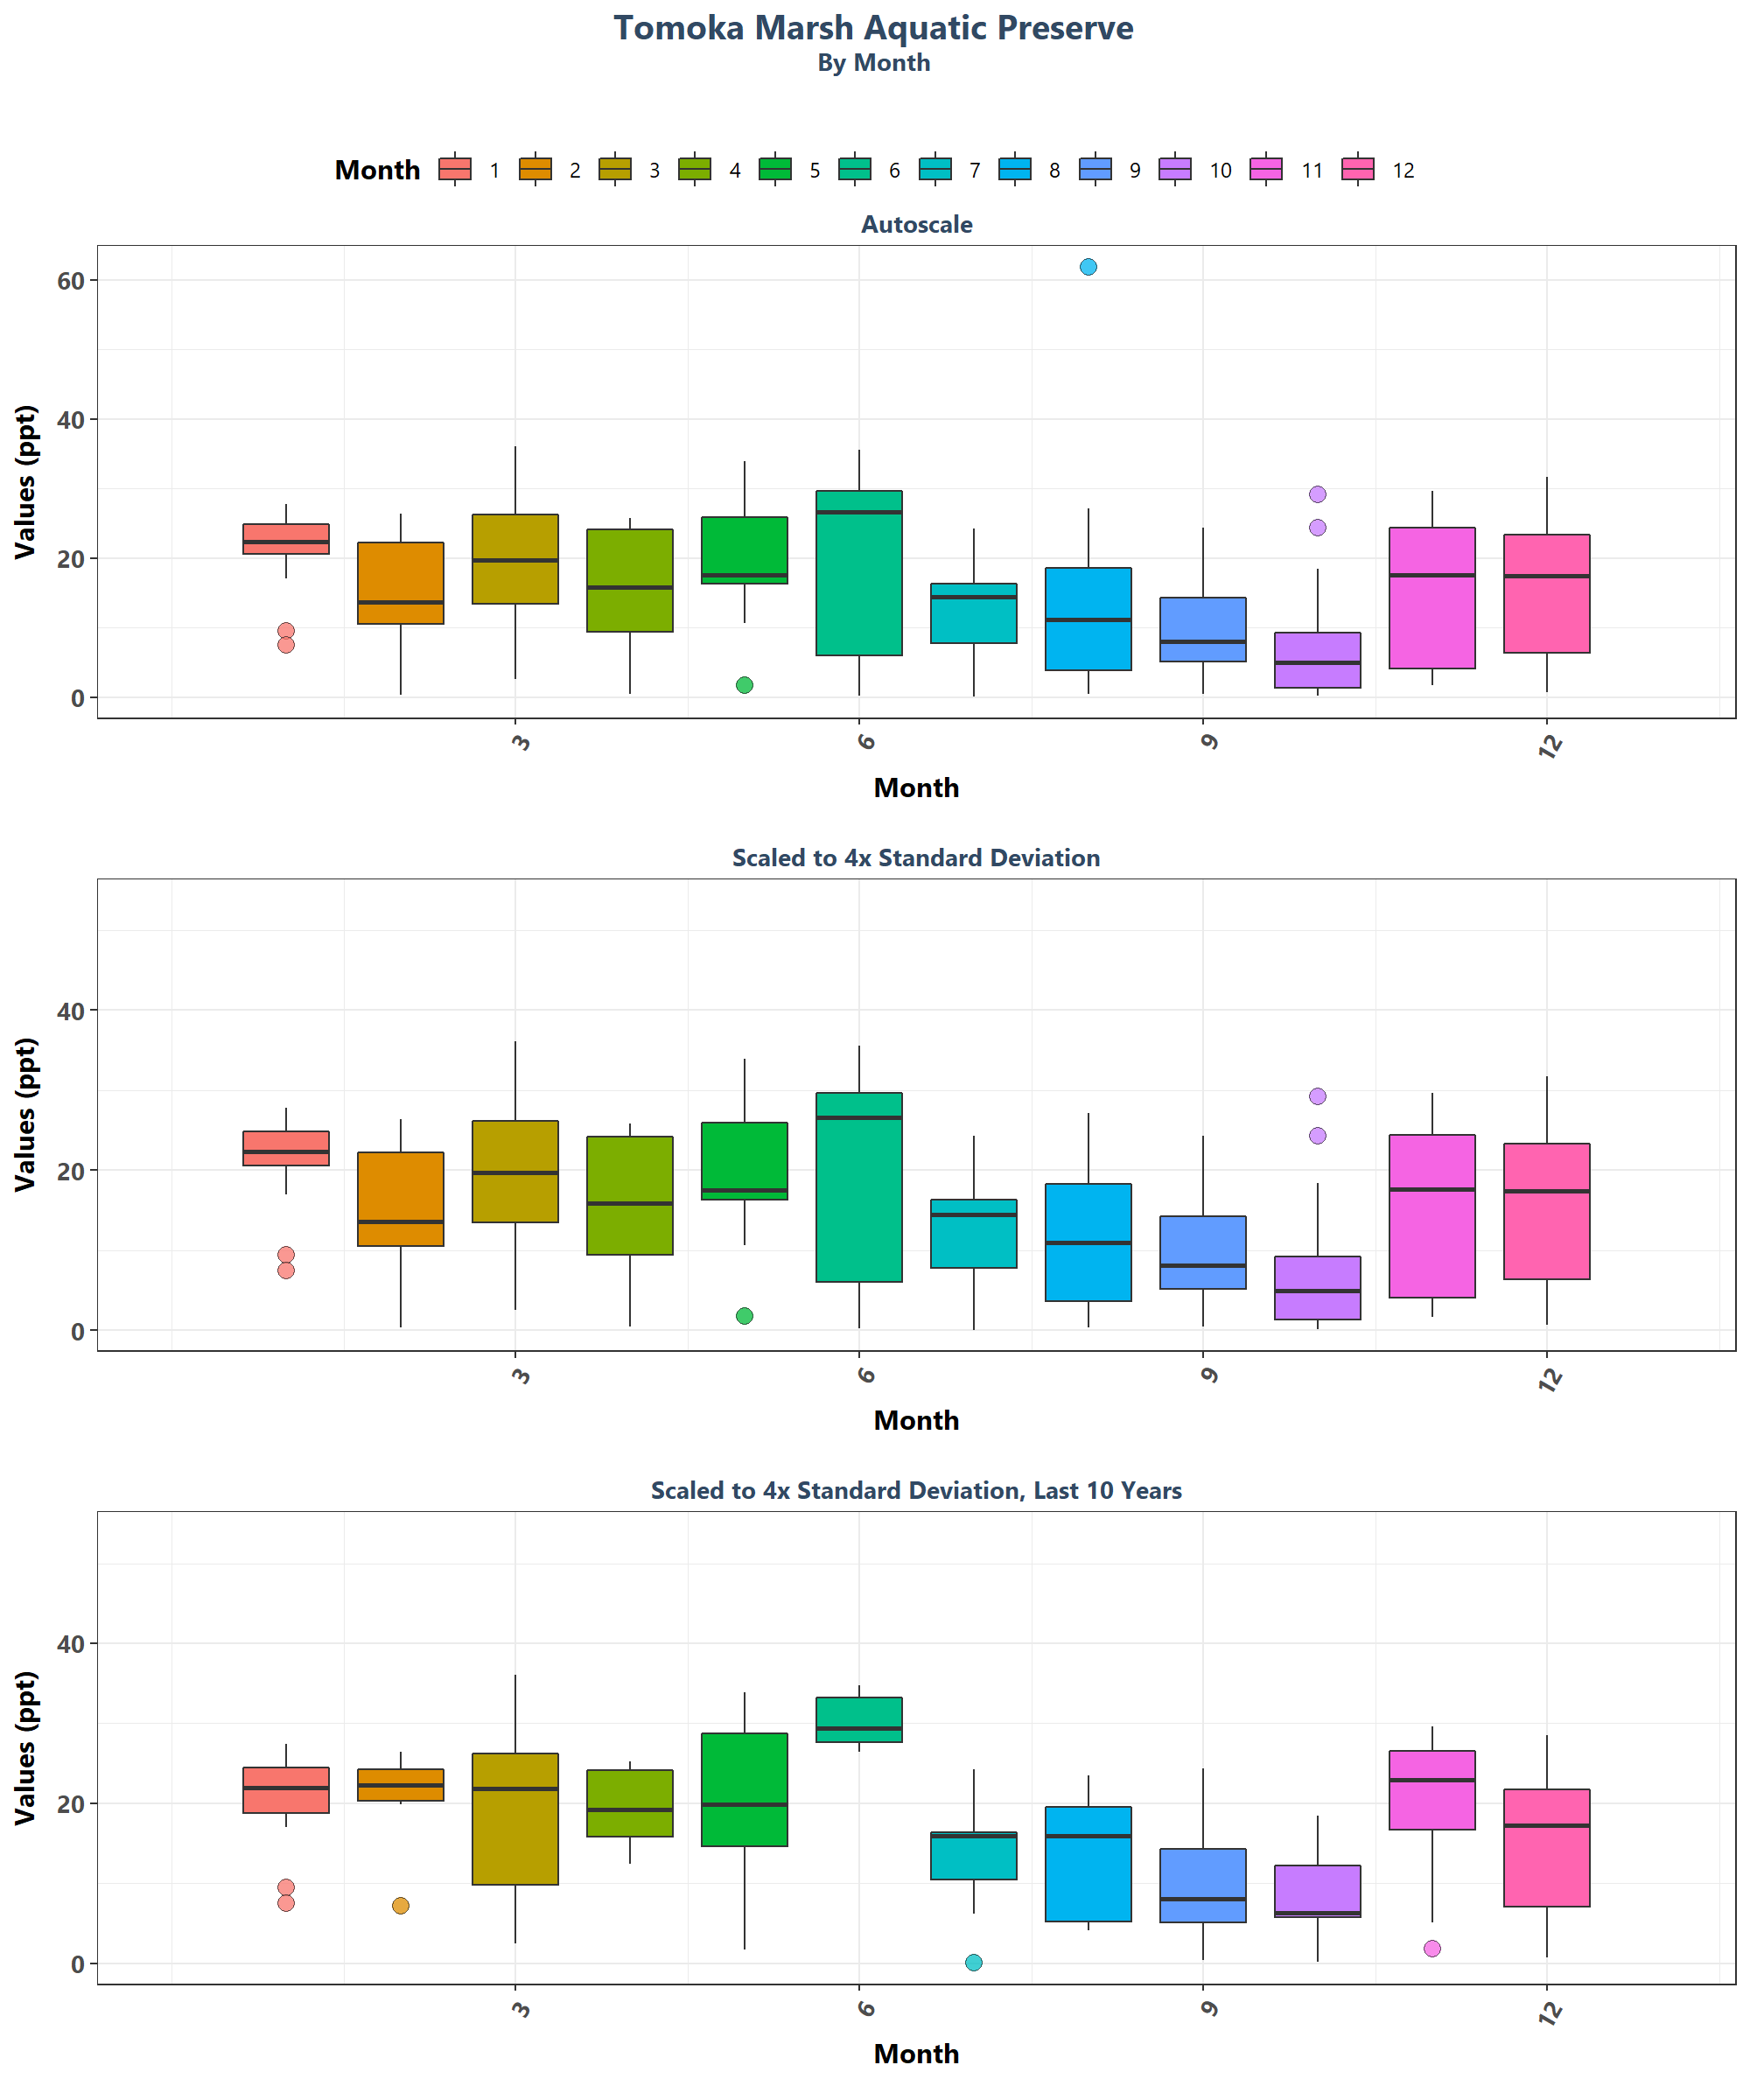 Tomoka Marsh Aquatic Preserve
By Month
Month 1 2 3 4 5 6 7 8 9 10 11 12
Autoscale
Values (ppt)
60
40
20
0
3 6 9 12
Month
Scaled to 4x Standard Deviation
Values (ppt)
40
20
0
3 6 9 12
Month
Scaled to 4x Standard Deviation, Last 10 Years
Values (ppt)
40
20
0
3 6 9 12
Month